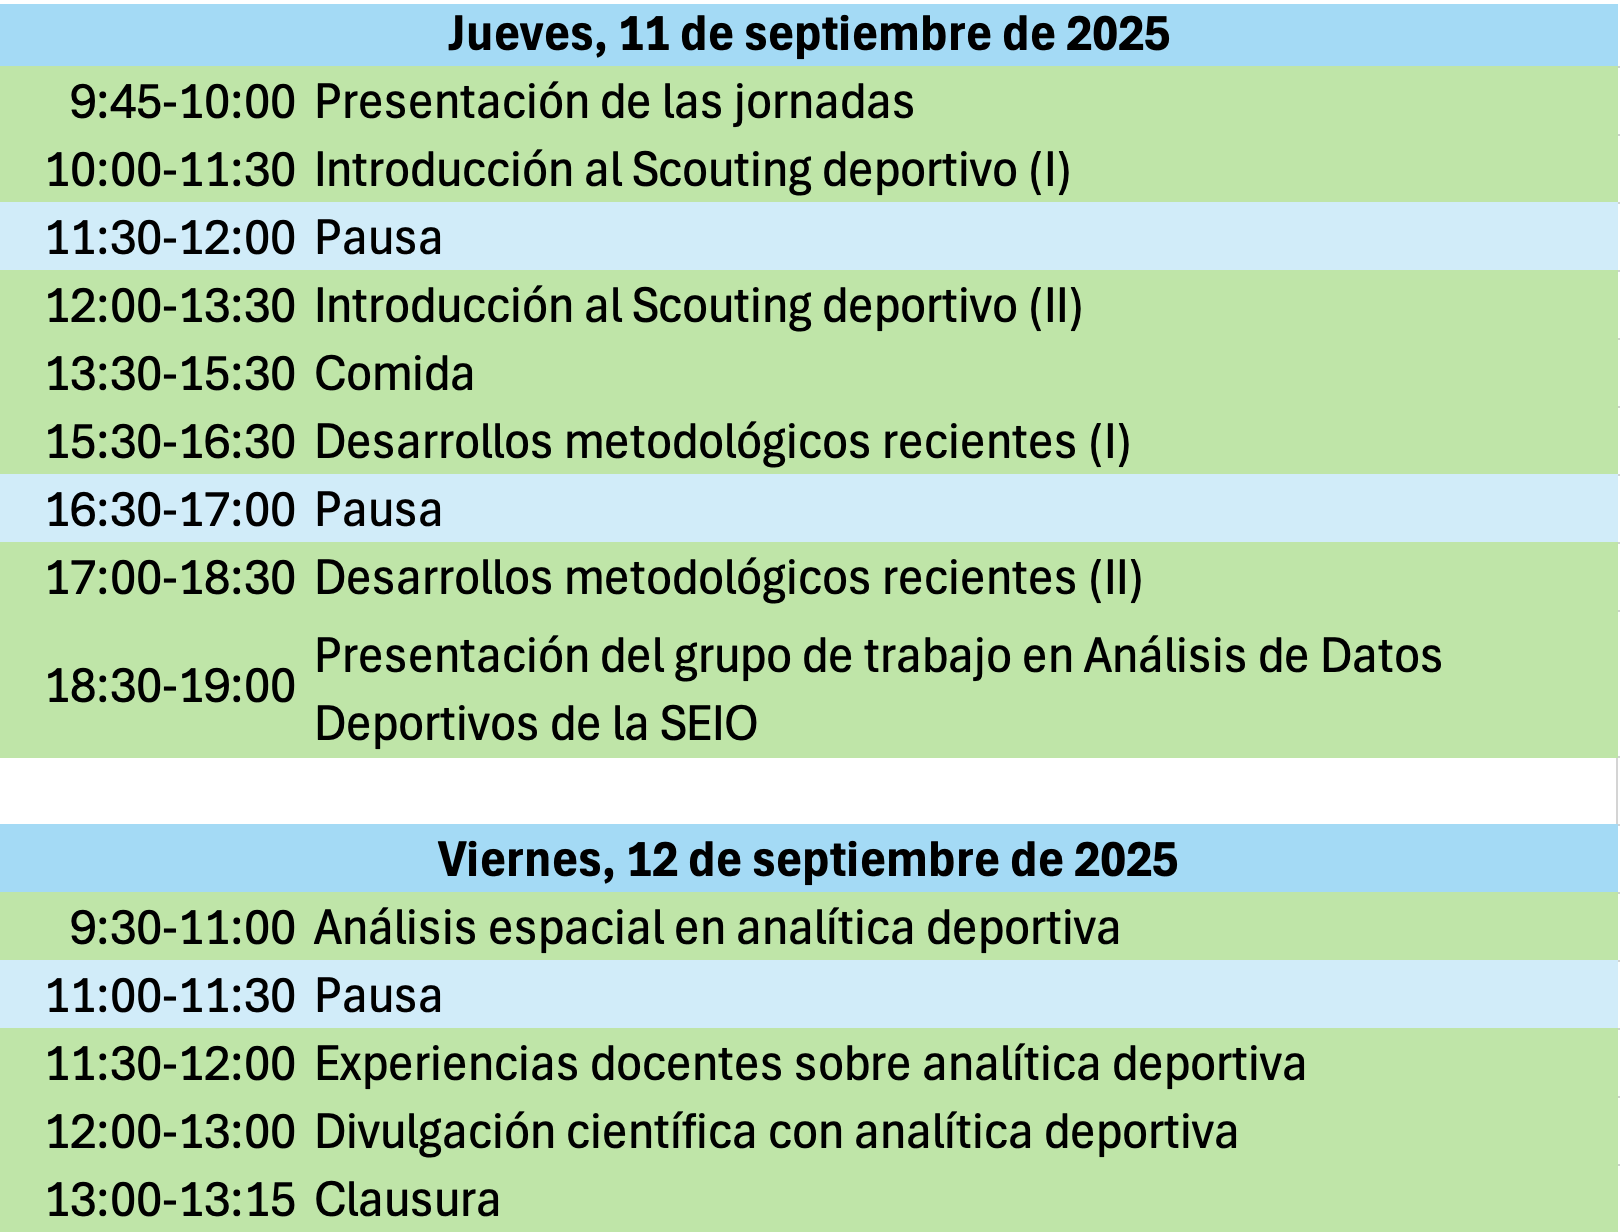 Jueves, 11 de septiembre de 2025
9:45-10:00 Presentación de las jornadas
10:00-11:30 Introducción al Scouting deportivo (I)
11:30-12:00 Pausa
12:00-13:30 Introducción al Scouting deportivo (II)
13:30-15:30 Comida
15:30-16:30 Desarrollos metodológicos recientes (I)
16:30-17:00 Pausa
17:00-18:30 Desarrollos metodológicos recientes (II)
18:30-19:00 Presentación del grupo de trabajo en Análisis de Datos
Deportivos de la SEIO
Viernes, 12 de septiembre de 2025
9:30-11:00 Análisis espacial en analítica deportiva
11:00-11:30 Pausa
11:30-12:00 Experiencias docentes sobre analítica deportiva
12:00-13:00 Divulgación científica con analítica deportiva
13:00-13:15 Clausura